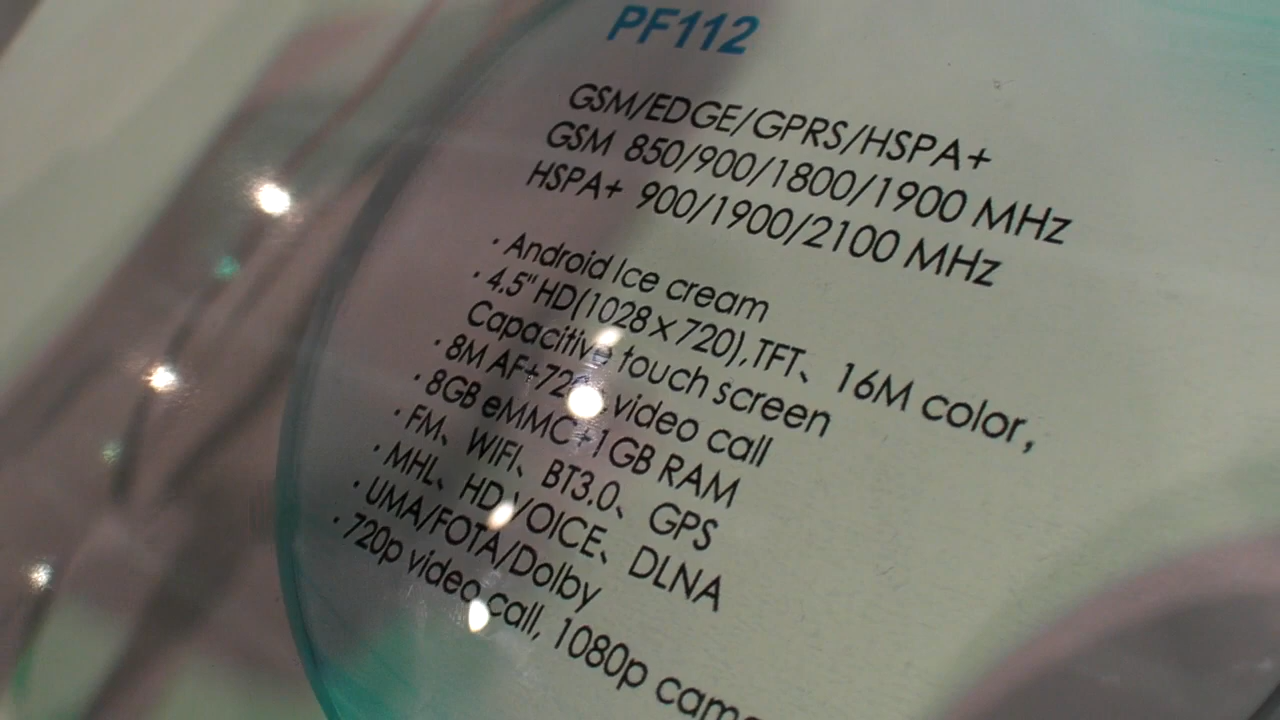 PF112
GSM/EDGE/GPRS/HSPA+
GSM 850/900/1800/1900 MHz
HSPA+ 900/1900/2100 MHz
· Android Ice cream
· 4.5" HD(1028×720),TFT、16M color,
Capacitive touch screen
· 8M AF+ video call
· 8GB eMMC+1GB RAM
· FM、WIFI、BT3.0、GPS
· MHL、HD VOICE、DLNA
· UMA/FOTA/Dolby
· 720p video call, 1080p